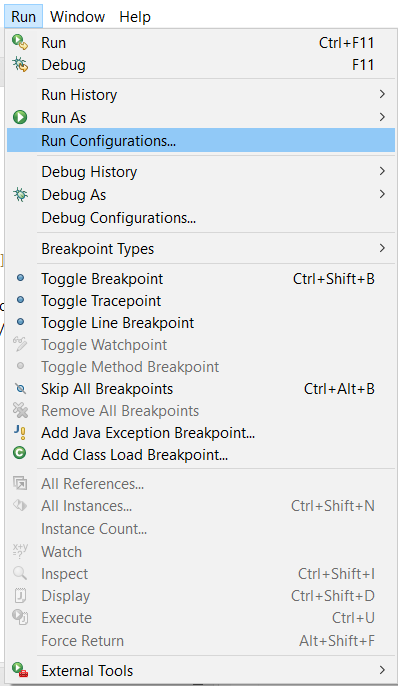 Run Window Help
Run Ctrl+F11
Debug F11
Run History
Run As
Run Configurations...
Debug History
Debug As
Debug Configurations...
Breakpoint Types
Toggle Breakpoint Ctrl+Shift+B
Toggle Tracepoint
Toggle Line Breakpoint
Toggle Watchpoint
Toggle Method Breakpoint
Skip All Breakpoints Ctrl+Alt+B
Remove All Breakpoints
Add Java Exception Breakpoint...
Add Class Load Breakpoint...
All References...
All Instances... Ctrl+Shift+N
Instance Count...
Watch
Inspect Ctrl+Shift+I
Display Ctrl+Shift+D
Execute Ctrl+U
Force Return Alt+Shift+F
External Tools